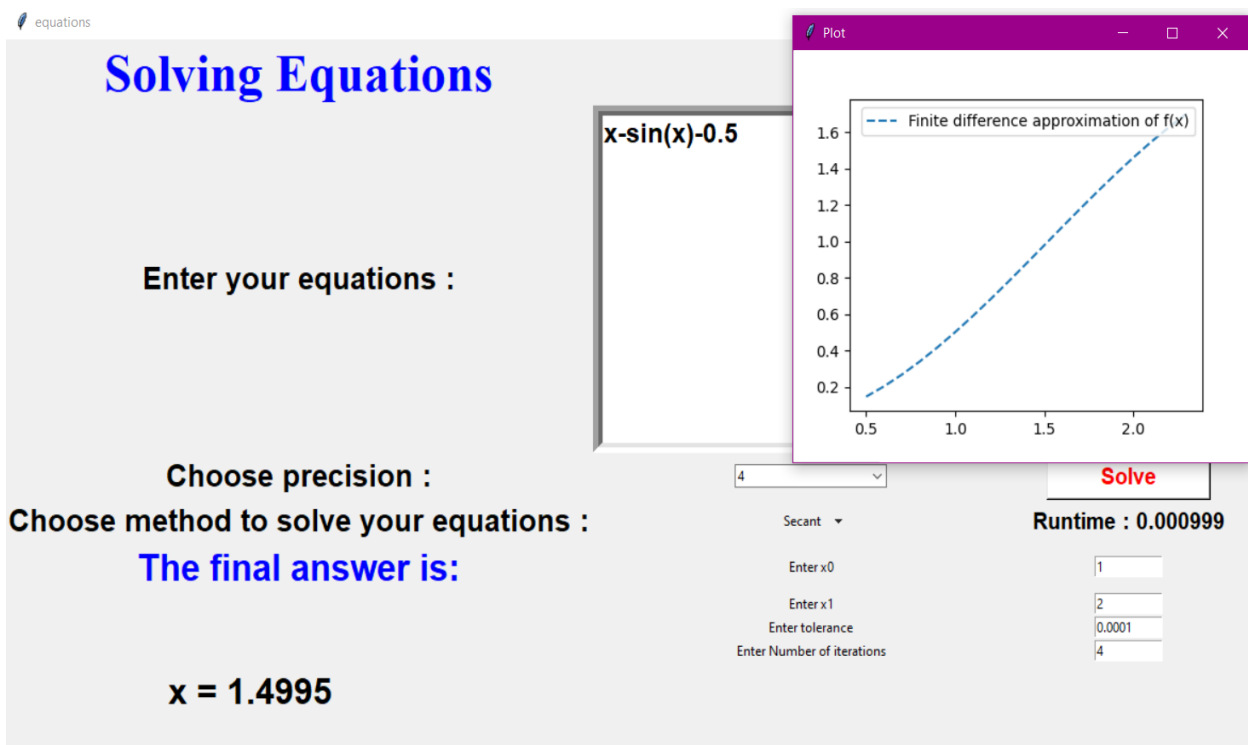 equations
Plot
Solving Equations
x-sin(x)-0.5
Finite difference approximation of f(x)
1.6
1.4
1.2
1.0
0.8
0.6
0.4
0.2
0.5 1.0 1.5 2.0
Enter your equations :
Choose precision :
4
Solve
Choose method to solve your equations :
Secant
Runtime : 0.000999
The final answer is:
Enter x0
1
Enter x1
2
Enter tolerance
0.0001
Enter Number of iterations
4
x = 1.4995